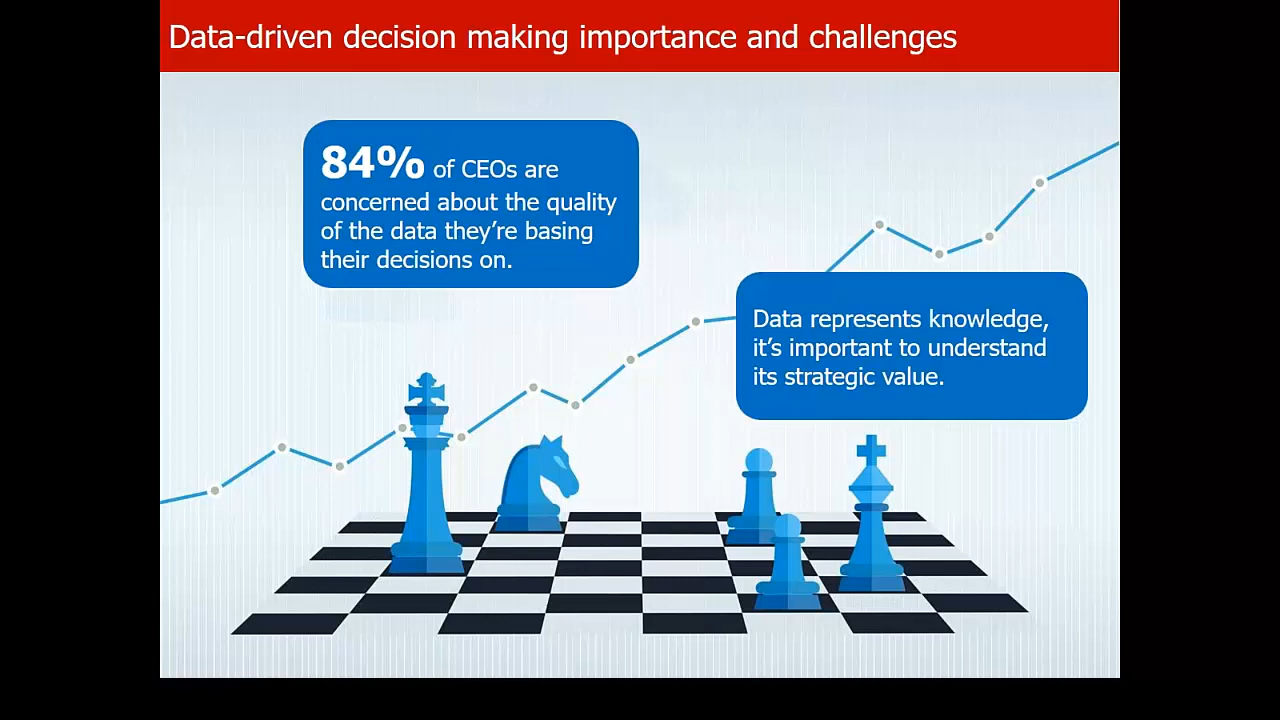 Data-driven decision making importance and challenges
84% of CEOs are
concerned about the quality
of the data they’re basing
their decisions on.
Data represents knowledge,
it’s important to understand
its strategic value.